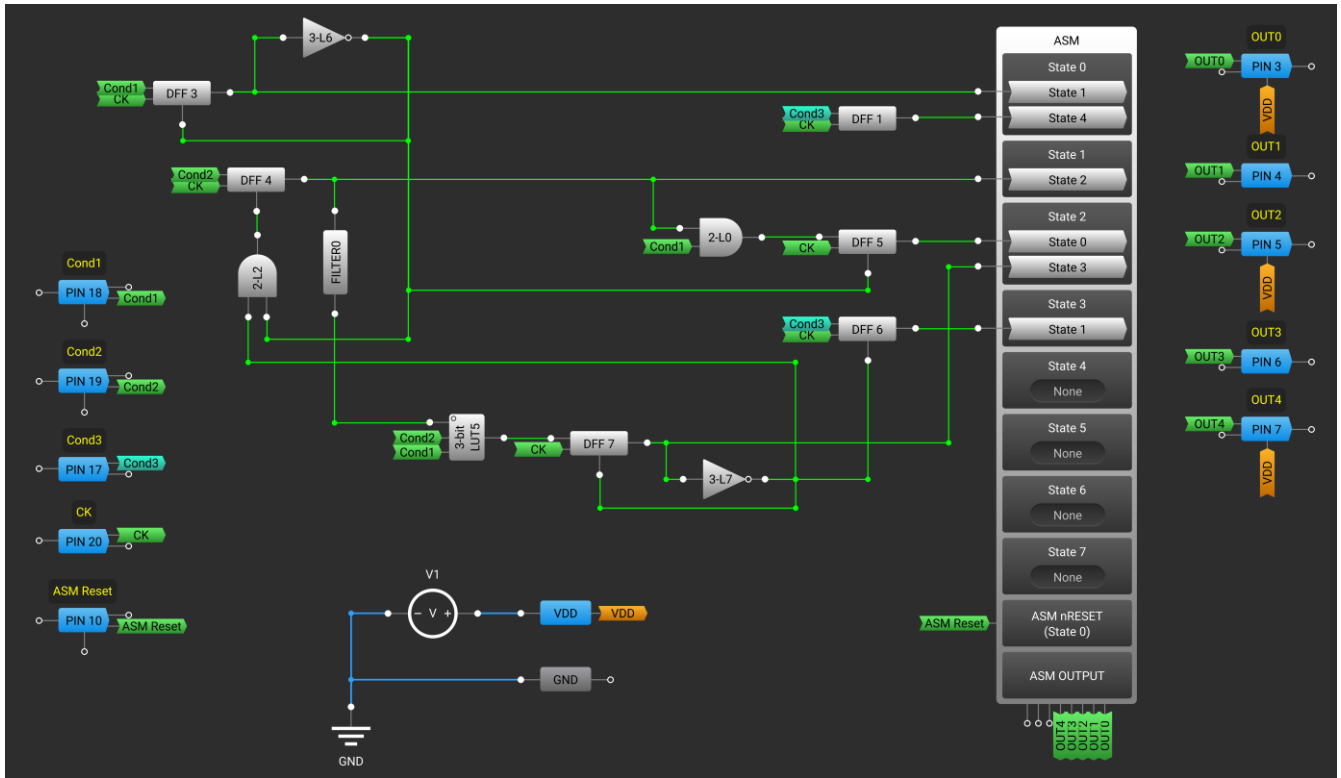 3-L6
Cond1
CK
DFF 3
Cond2
CK
DFF 4
2-L2
FILTER0
Cond1
2-L0
CK
DFF 5
Cond3
CK
DFF 1
Cond3
CK
DFF 6
Cond2
Cond1
3-bit
LUT5
CK
DFF 7
3-L7
Cond1
PIN 18
Cond1
Cond2
PIN 19
Cond2
Cond3
PIN 17
Cond3
CK
PIN 20
CK
ASM Reset
PIN 10
ASM Reset
V1
− V +
VDD
VDD
GND
GND
ASM
State 0
State 1
State 4
State 1
State 2
State 2
State 0
State 3
State 3
State 1
State 4
None
State 5
None
State 6
None
State 7
None
ASM Reset
ASM nRESET
(State 0)
ASM OUTPUT
OUT4
OUT3
OUT2
OUT1
OUT0
OUT0
OUT0
PIN 3
VDD
OUT1
OUT1
PIN 4
OUT2
OUT2
PIN 5
VDD
OUT3
OUT3
PIN 6
OUT4
OUT4
PIN 7
VDD